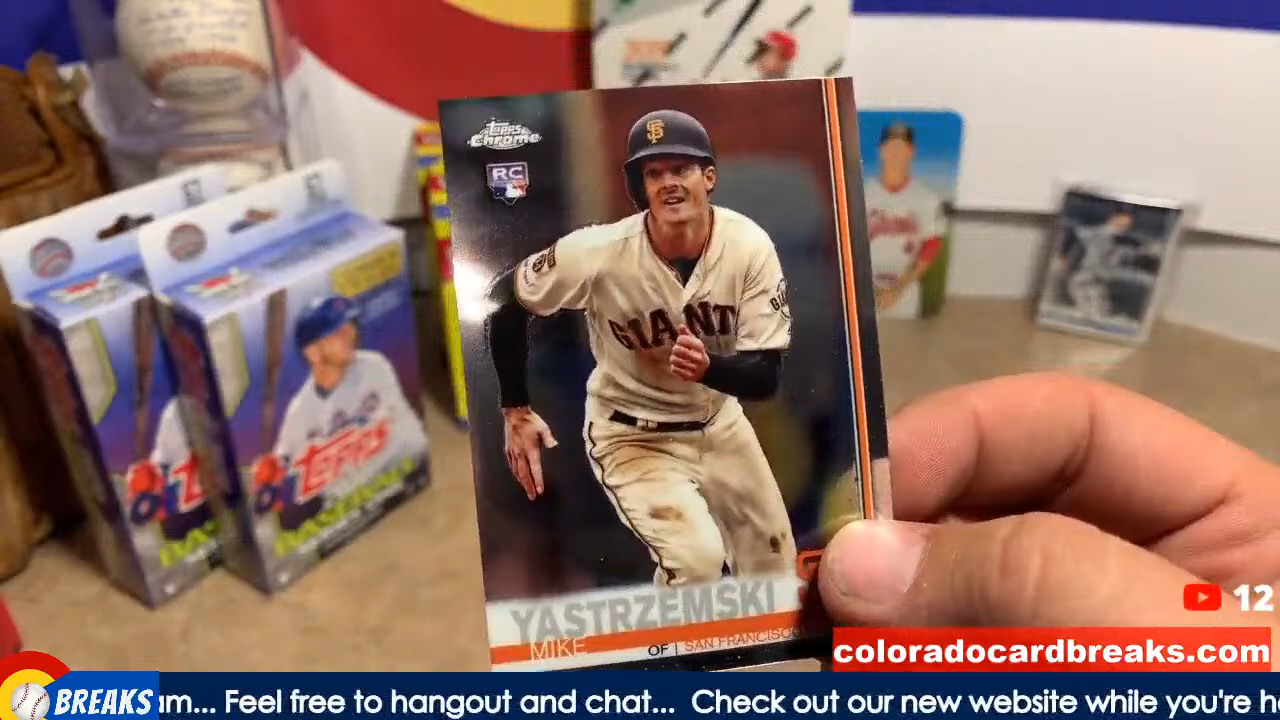 Topps
Chrome
RC
SF
GIANT
YASTRZEMSKI
MIKE
OF | SAN FRANCISCO
TOPPS
12
coloradocardbreaks.com
BREAKS
am... Feel free to hangout and chat... Check out our new website while you're h